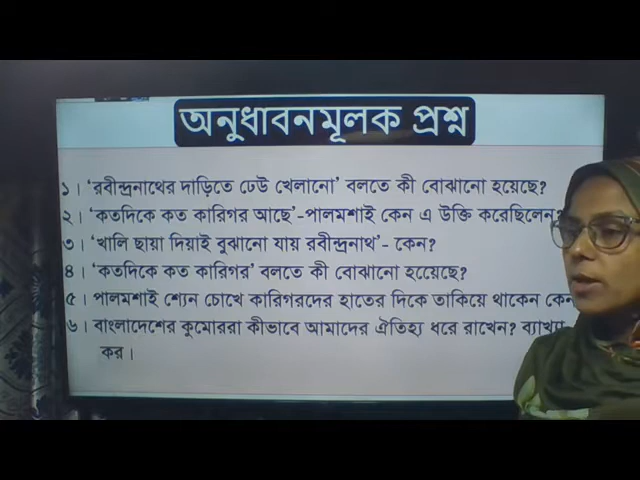 অনুধাবনমূলক প্রশ্ন
১। ‘রবীন্দ্রনাথের দাড়িতে ঢেউ খেলানো’ বলতে কী বোঝানো হয়েছে?
২। ‘কতদিকে কত কারিগর আছে’-পালমশাই কেন এ উক্তি করেছিলেন?
৩। ‘খালি ছায়া দিয়াই বুঝানো যায় রবীন্দ্রনাথ’- কেন?
৪। ‘কতদিকে কত কারিগর’ বলতে কী বোঝানো হয়েছে?
৫। পালমশাই শ্যেন চোখে কারিগরদের হাতের দিকে তাকিয়ে থাকেন কেন
৬। বাংলাদেশের কুমোররা কীভাবে আমাদের ঐতিহ্য ধরে রাখেন?
কর।